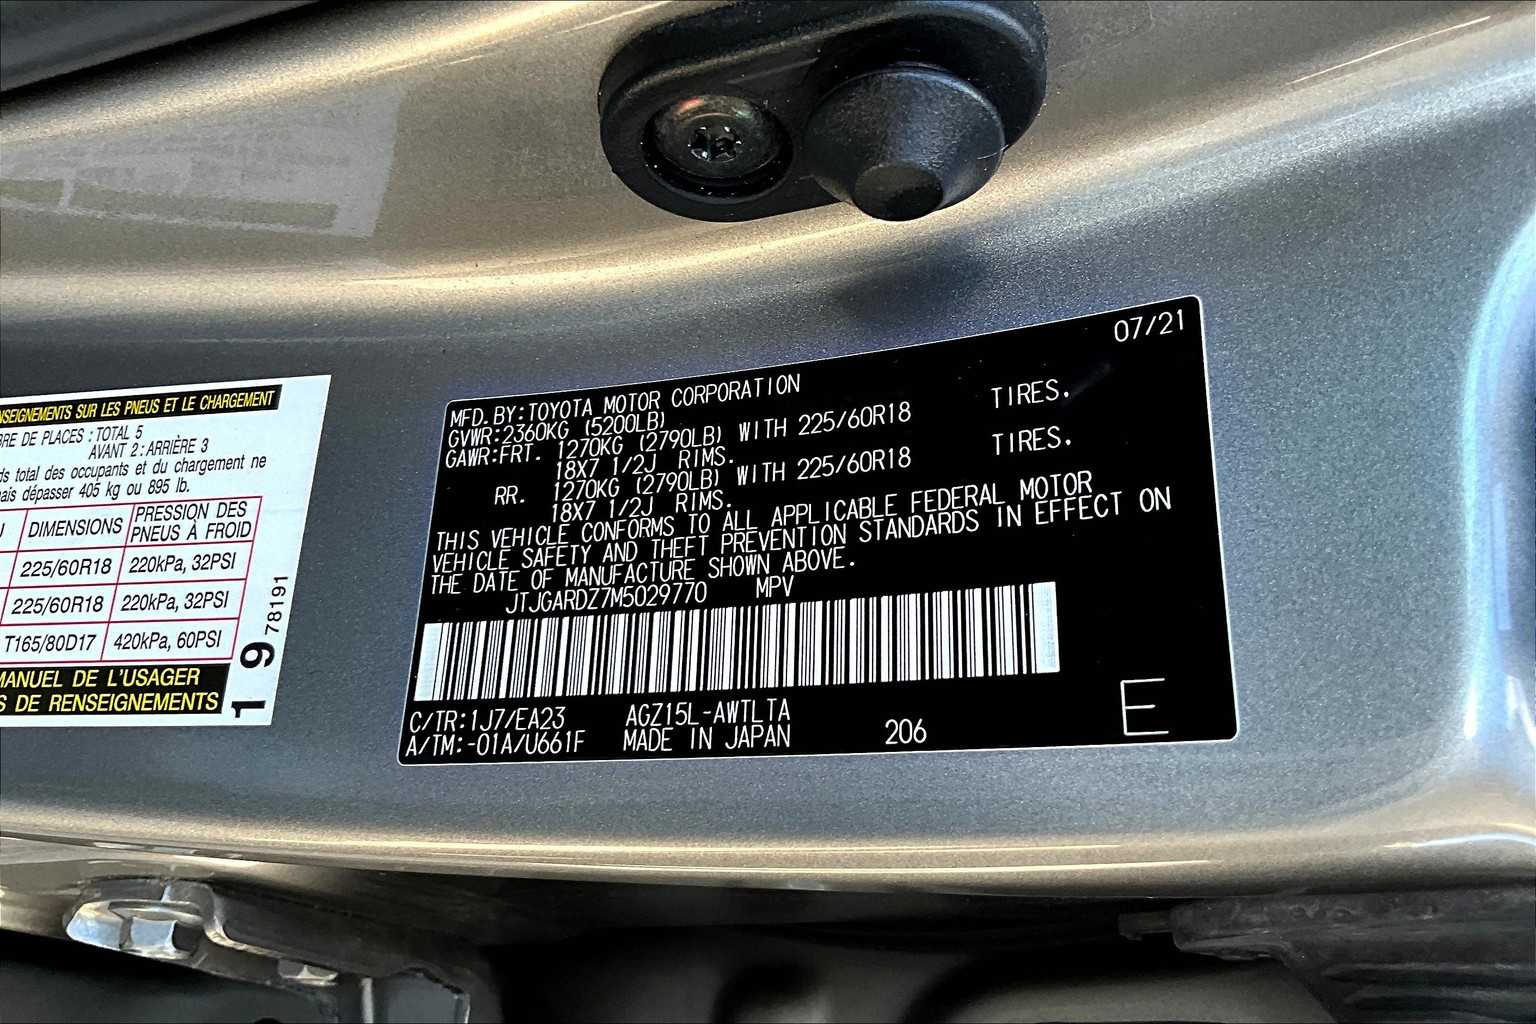 NSEIGNEMENTS SUR LES PNEUS ET LE CHARGEMENT
BRE DE PLACES : TOTAL 5
AVANT 2 : ARRIÈRE 3
ds total des occupants et du chargement ne
mais dépasser 405 kg ou 895 lb.
DIMENSIONS PRESSION DES
PNEUS À FROID
225/60R18 220kPa, 32PSI
225/60R18 220kPa, 32PSI
T165/80D17 420kPa, 60PSI
MANUEL DE L'USAGER
S DE RENSEIGNEMENTS
19 78191
07/21
MFD. BY: TOYOTA MOTOR CORPORATION
GVWR: 2360KG (5200LB)
GAWR: FRT. 1270KG (2790LB) WITH 225/60R18 TIRES.
18X7 1/2J RIMS.
RR. 1270KG (2790LB) WITH 225/60R18 TIRES.
18X7 1/2J RIMS.
THIS VEHICLE CONFORMS TO ALL APPLICABLE FEDERAL MOTOR
VEHICLE SAFETY AND THEFT PREVENTION STANDARDS IN EFFECT ON
THE DATE OF MANUFACTURE SHOWN ABOVE.
JTJGARDZ7M5029770 MPV
C/TR: 1J7/EA23 AGZ15L-AWTLTA
A/TM: -01A/U661F MADE IN JAPAN 206 E